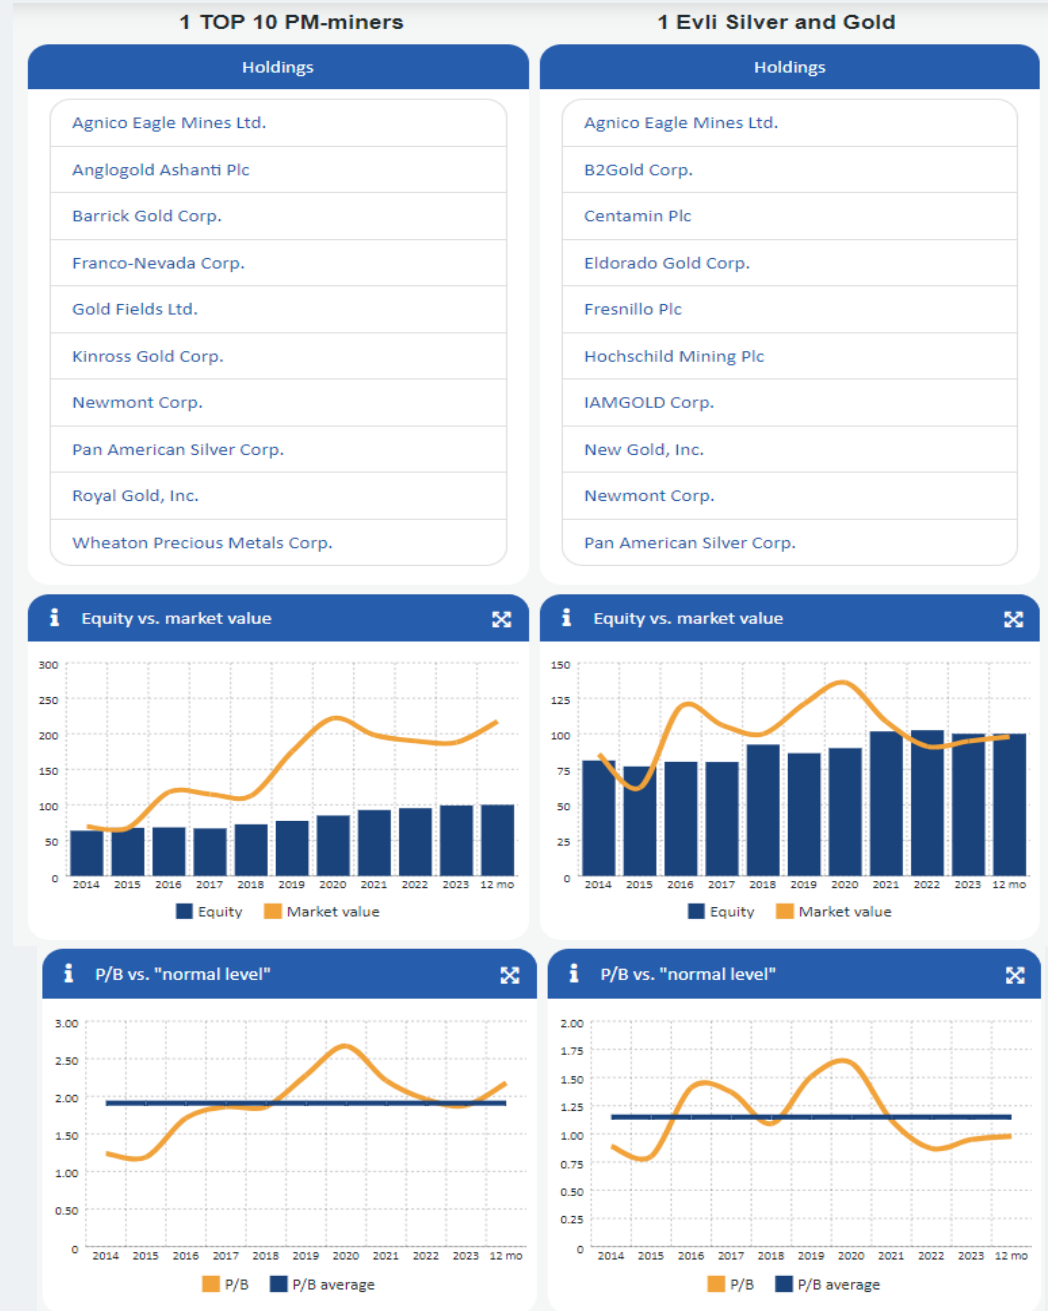 1 TOP 10 PM-miners
Holdings
Agnico Eagle Mines Ltd.
Anglogold Ashanti Plc
Barrick Gold Corp.
Franco-Nevada Corp.
Gold Fields Ltd.
Kinross Gold Corp.
Newmont Corp.
Pan American Silver Corp.
Royal Gold, Inc.
Wheaton Precious Metals Corp.
1 Evli Silver and Gold
Holdings
Agnico Eagle Mines Ltd.
B2Gold Corp.
Centamin Plc
Eldorado Gold Corp.
Fresnillo Plc
Hochschild Mining Plc
IAMGOLD Corp.
New Gold, Inc.
Newmont Corp.
Pan American Silver Corp.
i Equity vs. market value
300
250
200
150
100
50
0
2014 2015 2016 2017 2018 2019 2020 2021 2022 2023 12 mo
Equity Market value
i Equity vs. market value
150
125
100
75
50
25
0
2014 2015 2016 2017 2018 2019 2020 2021 2022 2023 12 mo
Equity Market value
i P/B vs. "normal level"
3.00
2.50
2.00
1.50
1.00
0.50
0
2014 2015 2016 2017 2018 2019 2020 2021 2022 2023 12 mo
P/B P/B average
i P/B vs. "normal level"
2.00
1.75
1.50
1.25
1.00
0.75
0.50
0.25
0
2014 2015 2016 2017 2018 2019 2020 2021 2022 2023 12 mo
P/B P/B average